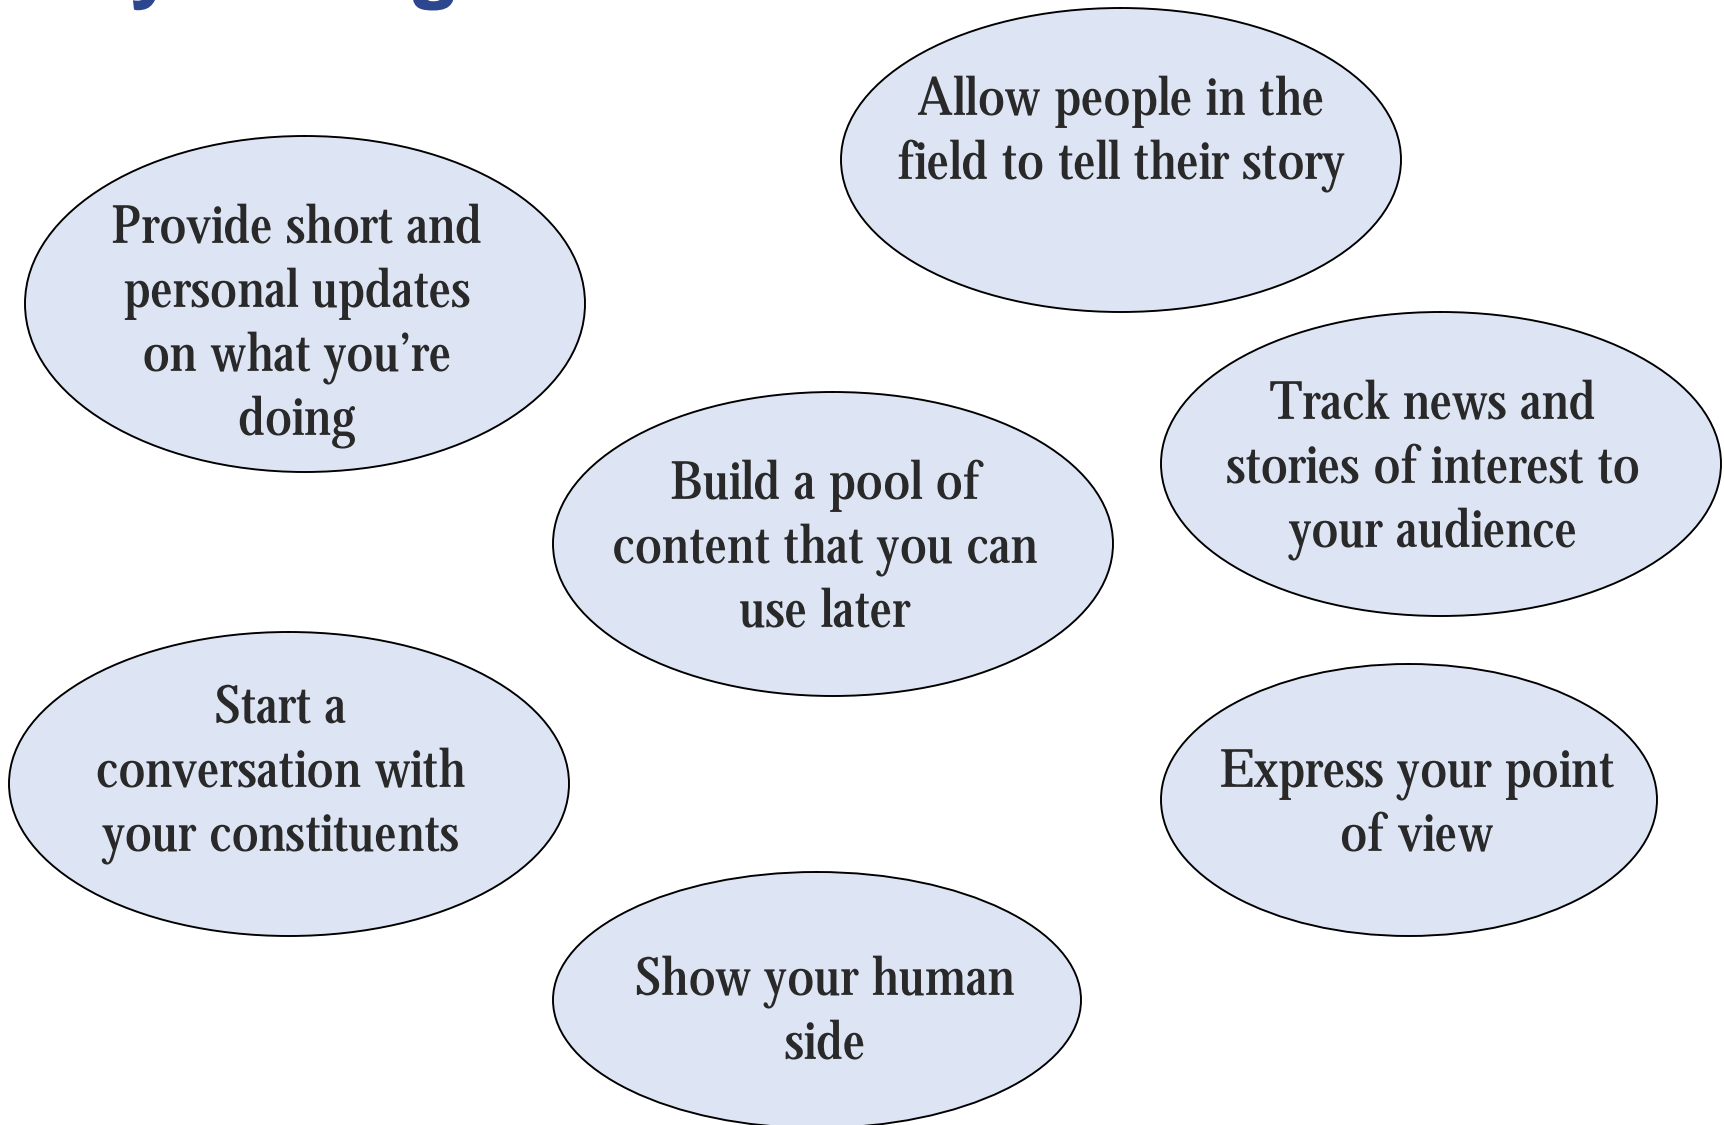 Allow people in the
field to tell their story
Provide short and
personal updates
on what you’re
doing
Track news and
stories of interest to
your audience
Build a pool of
content that you can
use later
Start a
conversation with
your constituents
Express your point
of view
Show your human
side